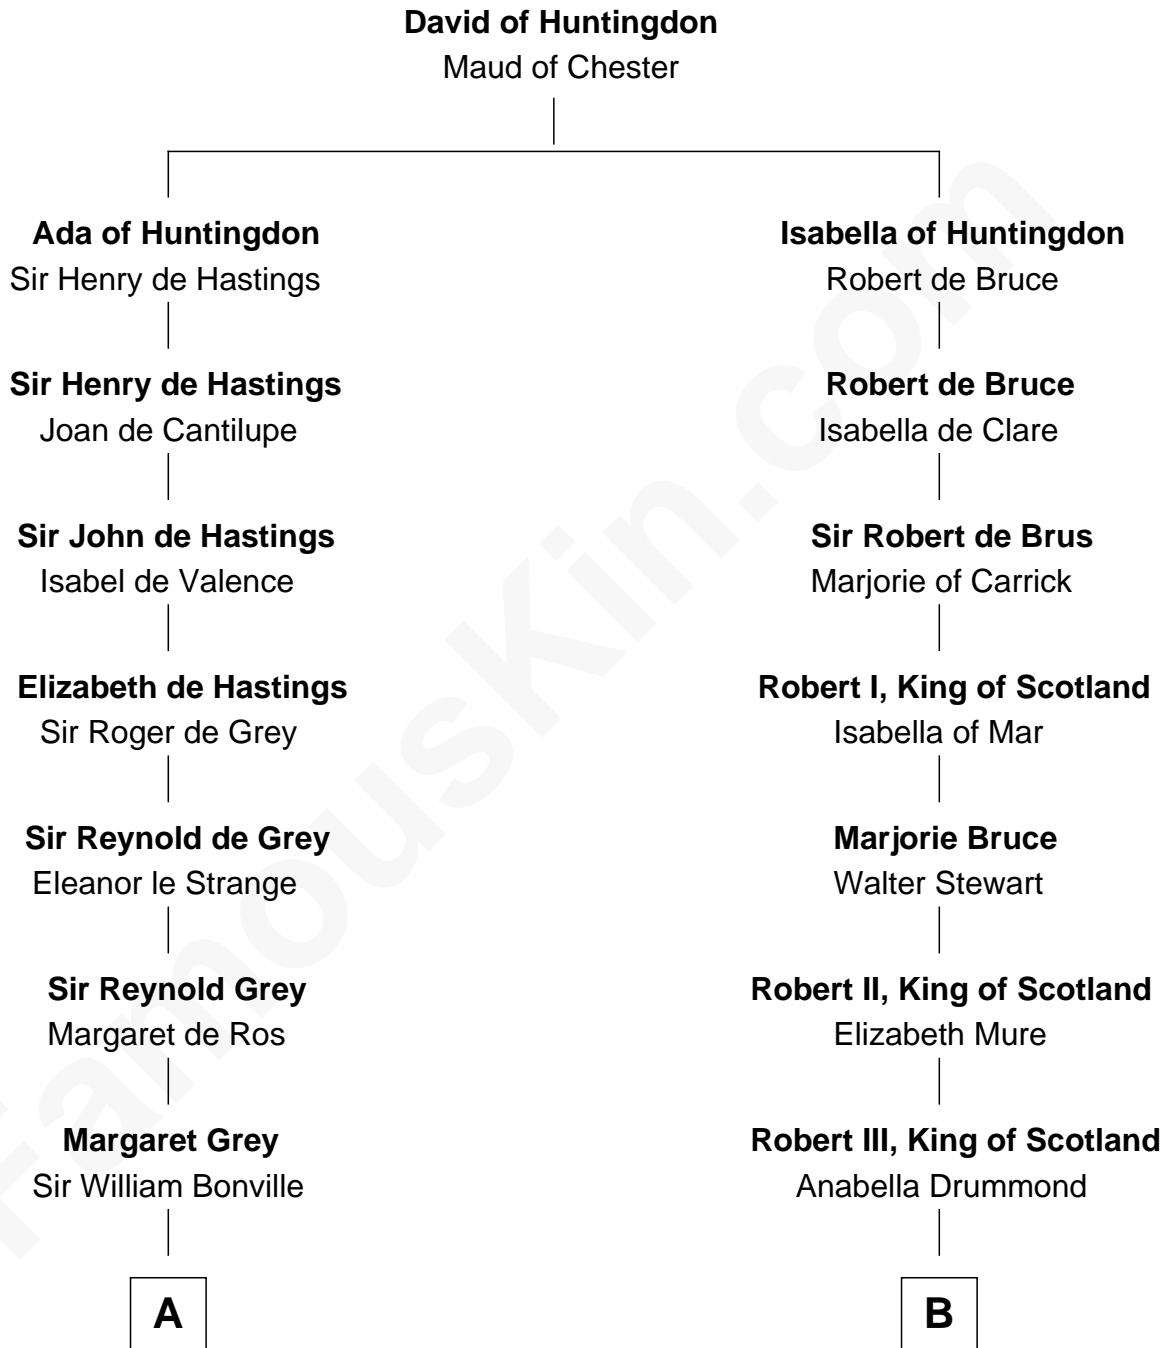 David of Huntingdon
Maud of Chester
Ada of Huntingdon
Sir Henry de Hastings
Isabella of Huntingdon
Robert de Bruce
Sir Henry de Hastings
Joan de Cantilupe
Robert de Bruce
Isabella de Clare
Sir John de Hastings
Isabel de Valence
Sir Robert de Brus
Marjorie of Carrick
Elizabeth de Hastings
Sir Roger de Grey
Robert I, King of Scotland
Isabella of Mar
Sir Reynold de Grey
Eleanor le Strange
Marjorie Bruce
Walter Stewart
Sir Reynold Grey
Margaret de Ros
Robert II, King of Scotland
Elizabeth Mure
Margaret Grey
Sir William Bonville
Robert III, King of Scotland
Anabella Drummond
A
B
FamousKin.com